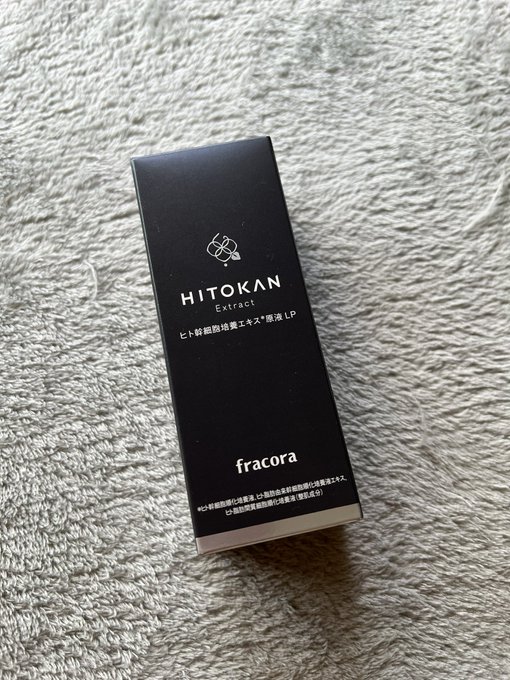 HITOKAN
Extract
ヒト幹細胞培養エキス*原液 LP
fracora
*ヒト幹細胞順化培養液、ヒト脂肪由来幹細胞順化培養液エキス、
ヒト脂肪間質細胞順化培養液(整肌成分)